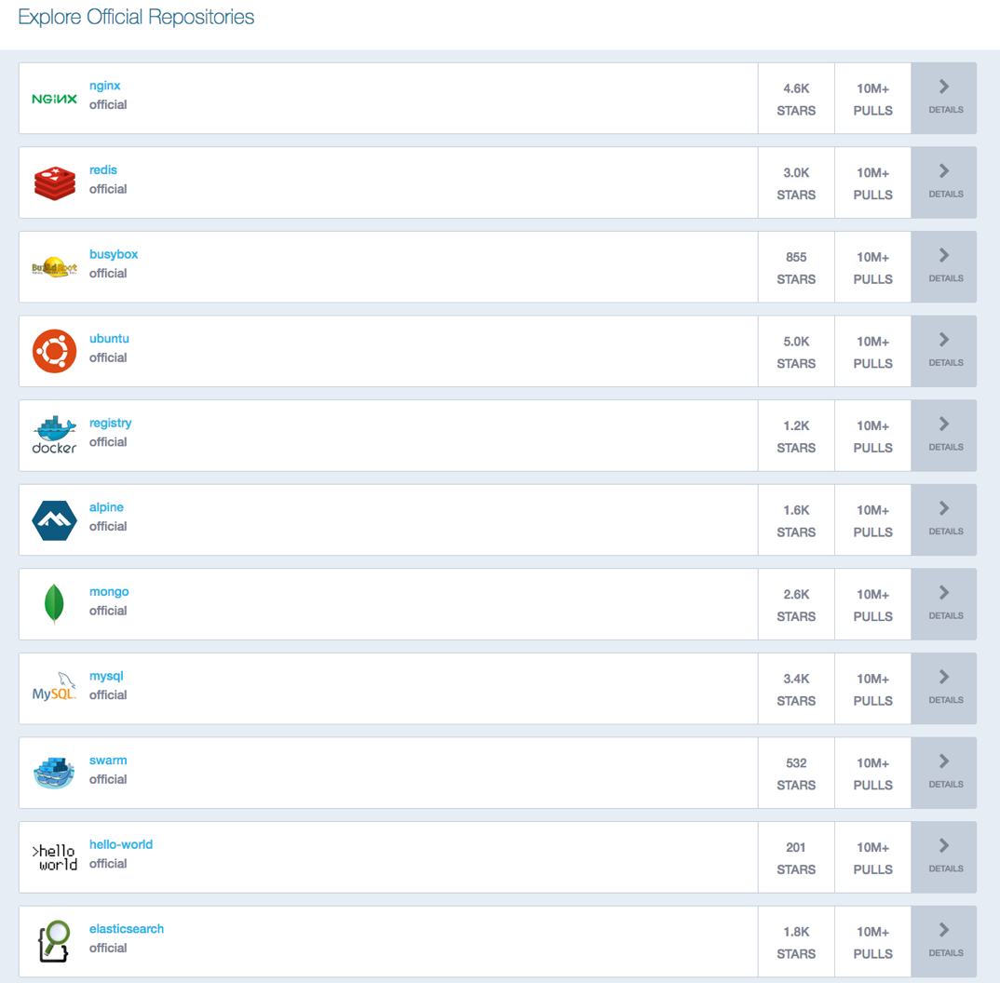 Explore Official Repositories
NGINX
nginx
official
4.6K
STARS
10M+
PULLS
DETAILS
redis
official
3.0K
STARS
10M+
PULLS
DETAILS
busybox
official
855
STARS
10M+
PULLS
DETAILS
ubuntu
official
5.0K
STARS
10M+
PULLS
DETAILS
docker
registry
official
1.2K
STARS
10M+
PULLS
DETAILS
alpine
official
1.6K
STARS
10M+
PULLS
DETAILS
mongo
official
2.6K
STARS
10M+
PULLS
DETAILS
MySQL
mysql
official
3.4K
STARS
10M+
PULLS
DETAILS
swarm
official
532
STARS
10M+
PULLS
DETAILS
>hello
world
hello-world
official
201
STARS
10M+
PULLS
DETAILS
elasticsearch
official
1.8K
STARS
10M+
PULLS
DETAILS